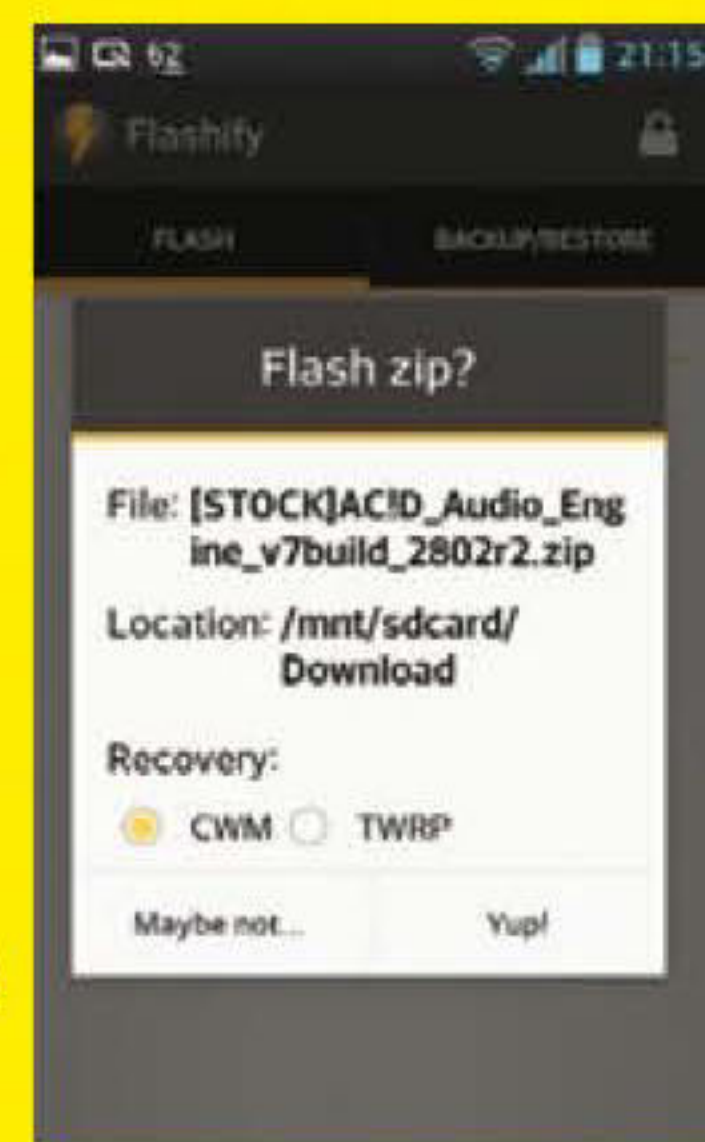 62
21:15
Flashify
FLASH
BACKUP/RESTORE
Flash zip?
File: [STOCK]AC!D_Audio_Eng
ine_v7build_2802r2.zip
Location: /mnt/sdcard/
Download
Recovery:
CWM
TWRP
Maybe not...
Yup!